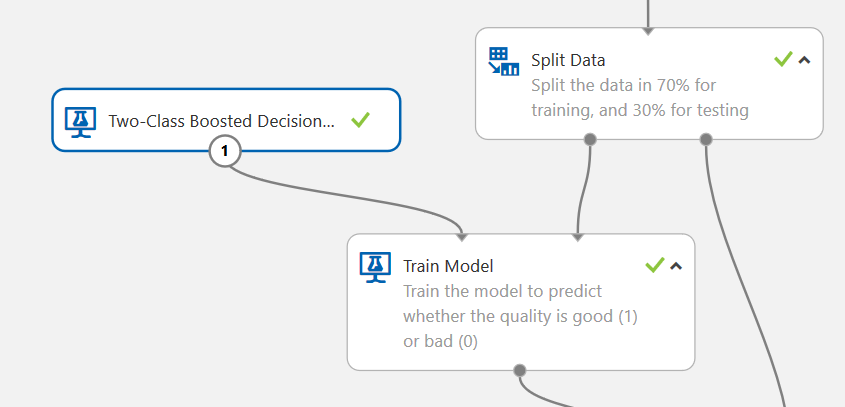 Split Data
Split the data in 70% for
training, and 30% for testing
Two-Class Boosted Decision...
1
Train Model
Train the model to predict
whether the quality is good (1)
or bad (0)